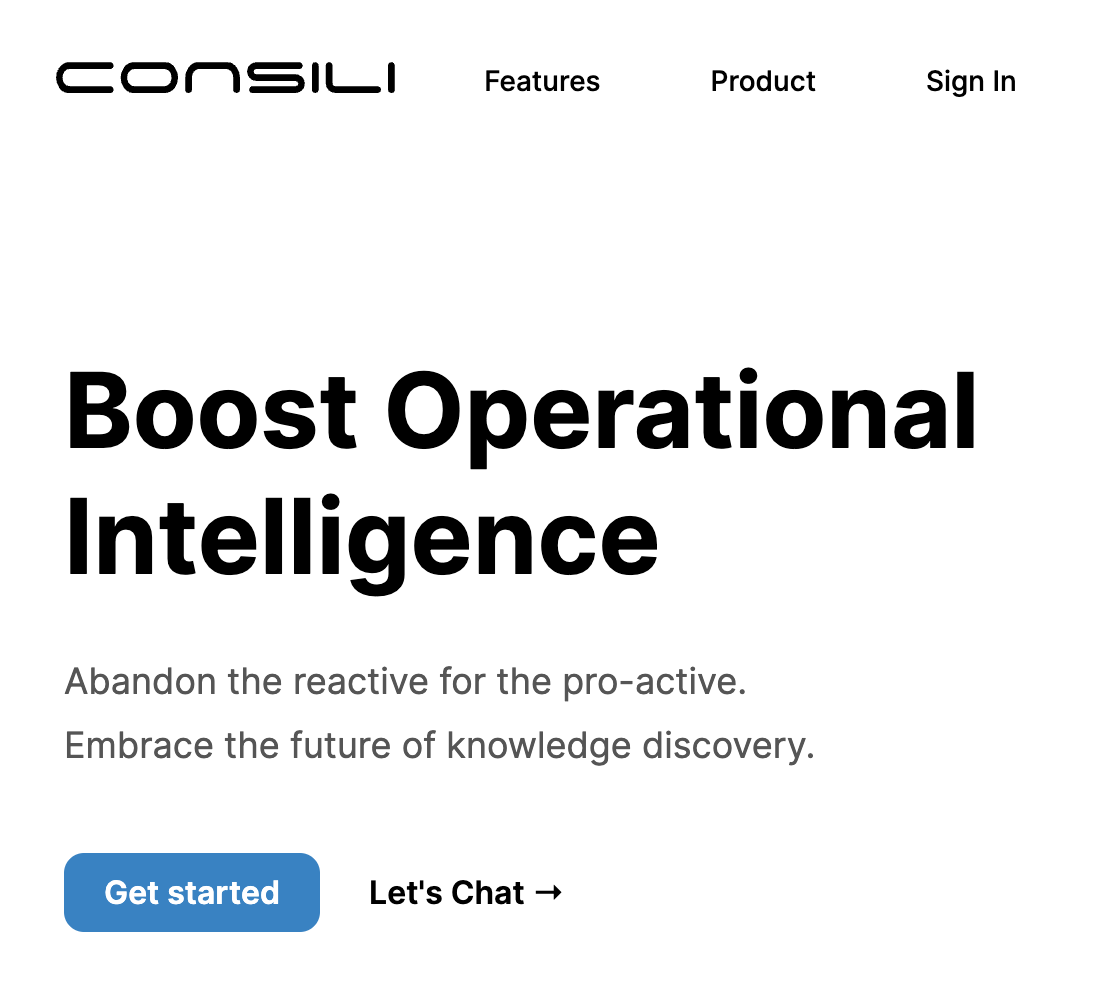 CONSILI
Features
Product
Sign In
Boost Operational
Intelligence
Abandon the reactive for the pro-active.
Embrace the future of knowledge discovery.
Get started
Let's Chat →